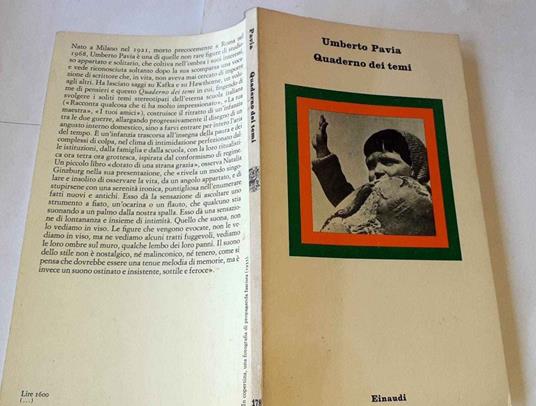 Nato a Milano nel 1921, morto precocemente a Roma nel
1968, Umberto Pavia è una di quelle non rare figure di studio-
so appartato e solitario, che coltiva nell'ombra i suoi interessi
e vede riconosciuta soltanto dopo la sua scomparsa una voca-
zione di scrittore che, in vita, non aveva mai cercato di imporre
agli altri. Ha lasciato saggi su Kafka e su Hawthorne, un volu-
me di pensieri e questo Quaderno dei temi in cui, fingendo di
svolgere i soliti temi stereotipati dell'eterna scuola italiana
(«Racconta qualcosa che ti ha molto impressionato», «La tua
maestra», «I tuoi amici»), costruisce il ritratto di un'infanzia
tra le due guerre, allargando progressivamente il disegno di un
angusto interno domestico, sino a farvi entrare per intero l'aria
del tempo. È un'infanzia trascorsa all'insegna della paura e dei
complessi di colpa, nel clima di intimidazione perfezionato dal-
le istituzioni, dalla famiglia e dalla scuola, con la loro ritualisti-
ca ora tetra ora grottesca, ispirata dal conformismo di regime.
Un piccolo libro «dotato di una strana grazia», osserva Natalia
Ginzburg nella sua presentazione, che «rivela un modo singo-
lare e insolito di osservare la vita, da un angolo appartato, e di
stupirsene con una serenità ironica, puntigliosa nell'enumerare
fatti nuovi e antichi. Esso dà la sensazione di ascoltare uno
strumento a fiato, un'ocarina o un flauto, che qualcuno stia
suonando a un palmo dalla nostra spalla. Esso dà una sensazio-
ne di lontananza e insieme di intimità. Quello che suona, non
lo vediamo in viso. Le figure che vengono evocate, non le ve-
diamo in viso, ma ne vediamo alcuni tratti fuggevoli, vediamo
le loro ombre sul muro, qualche lembo dei loro panni. Il suono
dello stile non è nostalgico, né malinconico, né tenero, come si
pensa che dovrebbe essere una tenue melodia di memorie, ma è
invece un suono ostinato e insistente, sottile e feroce».
Lire 1600
(...)
In copertina, una fotografia di propaganda fascista (1935).
Pavia
Quaderno dei temi
178
Umberto Pavia
Quaderno dei temi
Einaudi